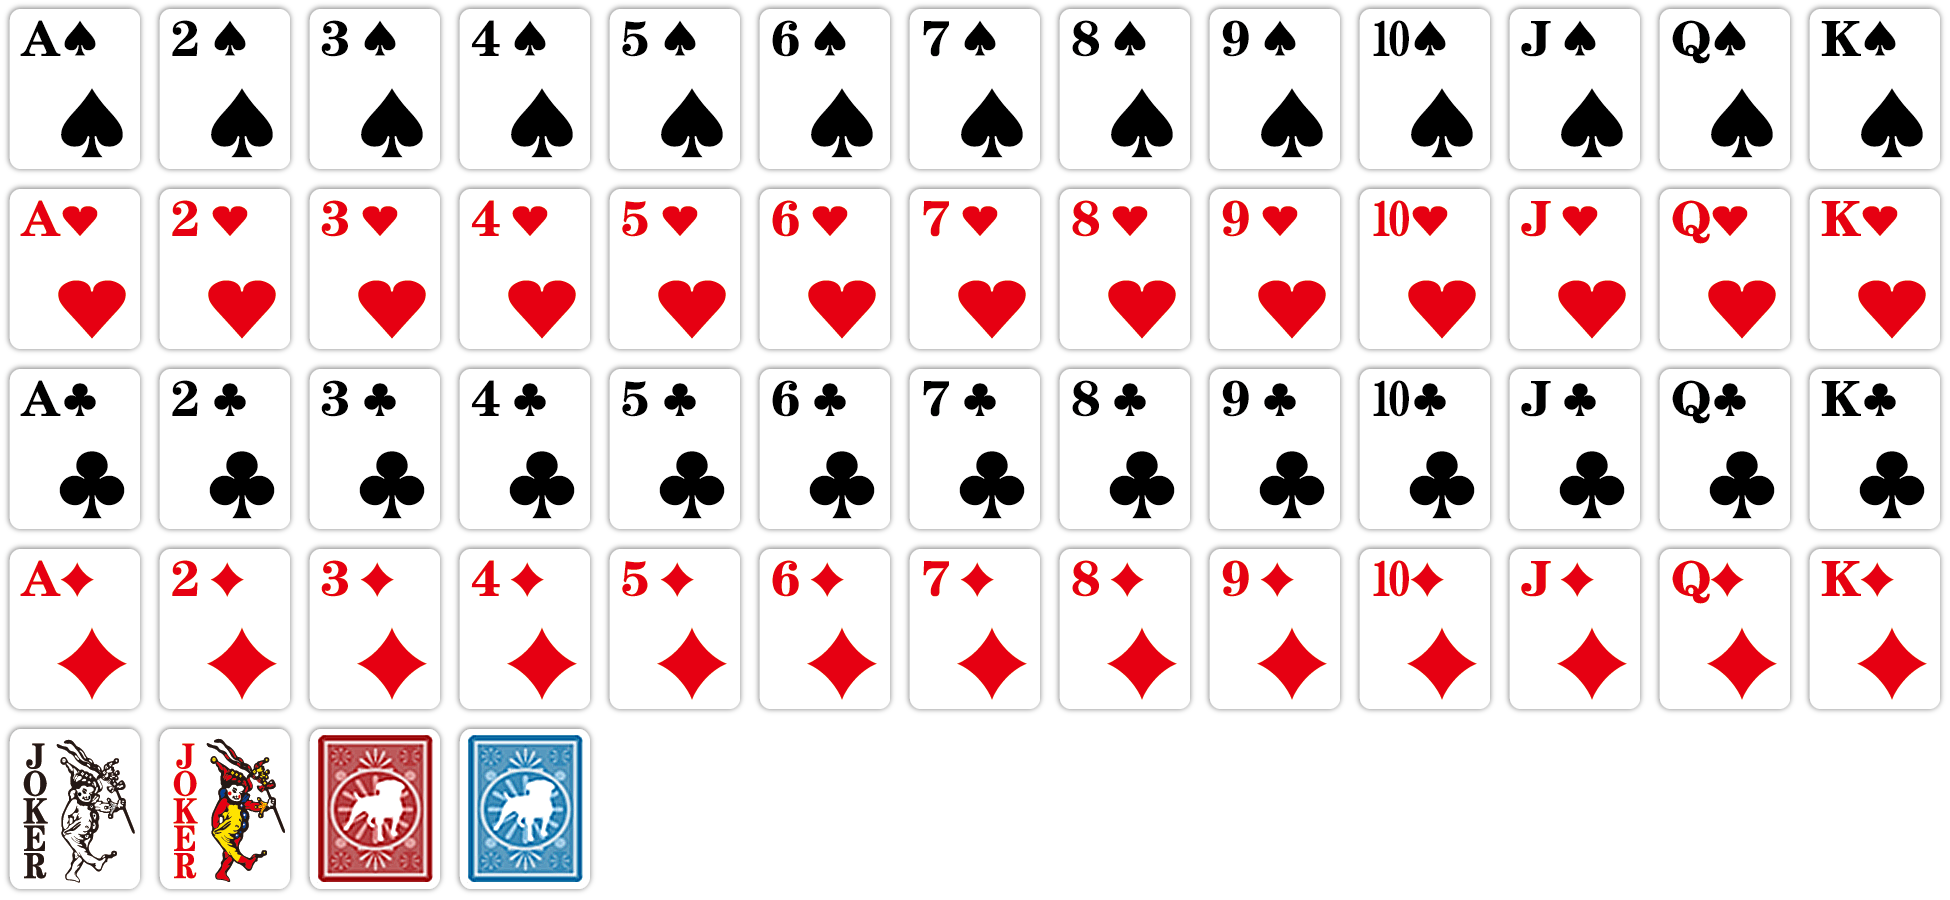 A♠ 2♠ 3♠ 4♠ 5♠ 6♠ 7♠ 8♠ 9♠ 10♠ J♠ Q♠ K♠
A♥ 2♥ 3♥ 4♥ 5♥ 6♥ 7♥ 8♥ 9♥ 10♥ J♥ Q♥ K♥
A♣ 2♣ 3♣ 4♣ 5♣ 6♣ 7♣ 8♣ 9♣ 10♣ J♣ Q♣ K♣
A♦ 2♦ 3♦ 4♦ 5♦ 6♦ 7♦ 8♦ 9♦ 10♦ J♦ Q♦ K♦
JOKER JOKER